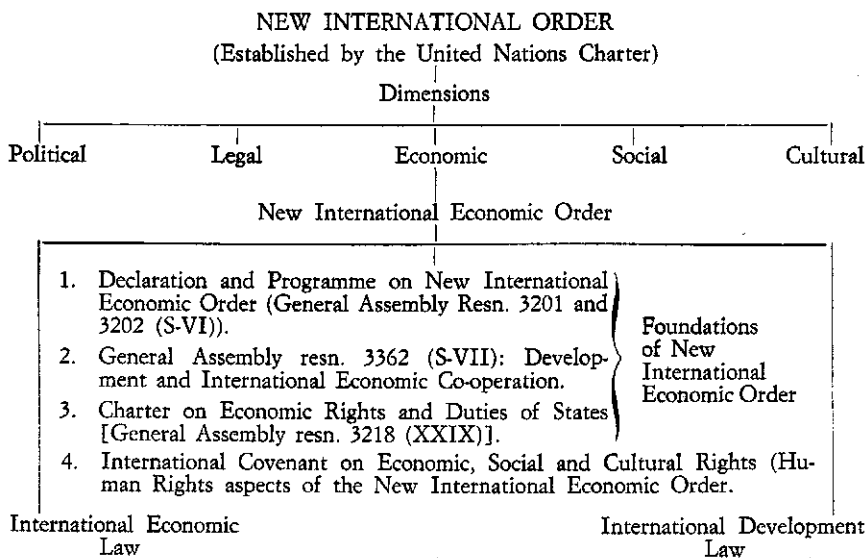 NEW INTERNATIONAL ORDER
(Established by the United Nations Charter)
Dimensions
Political Legal Economic Social Cultural
New International Economic Order
1. Declaration and Programme on New International
Economic Order (General Assembly Resn. 3201 and
3202 (S-VI)).
2. General Assembly resn. 3362 (S-VII): Develop-
ment and International Economic Co-operation.
3. Charter on Economic Rights and Duties of States
[General Assembly resn. 3218 (XXIX)].
Foundations
of New
International
Economic Order
4. International Covenant on Economic, Social and Cultural Rights (Hu-
man Rights aspects of the New International Economic Order.
International Economic
Law
International Development
Law